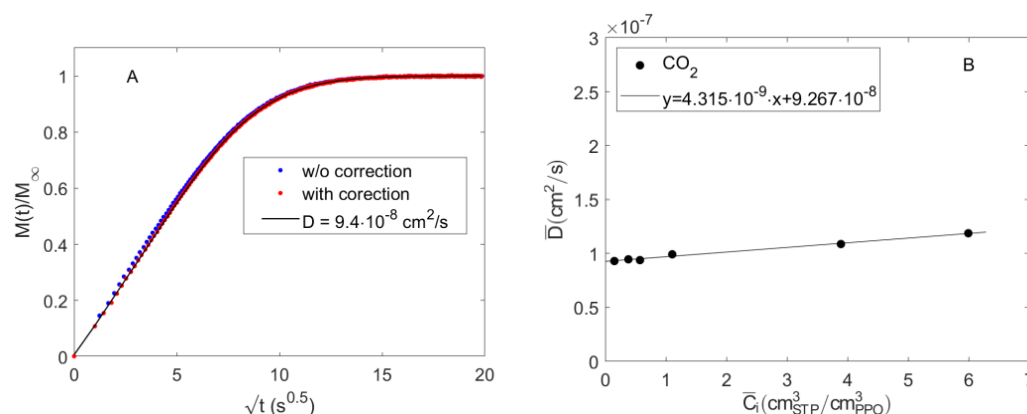 A
M(t)/M∞
1
0.8
0.6
0.4
0.2
0
w/o correction
with corection
D = 9.4·10⁻⁸ cm²/s
0 5 10 15 20
√t (s⁰·⁵)
×10⁻⁷
B
D̅(cm²/s)
3
2.5
2
1.5
1
0.5
0
CO₂
y=4.315·10⁻⁹·x+9.267·10⁻⁸
0 1 2 3 4 5 6 7
C̅ᵢ(cm³STP/cm³PPO)